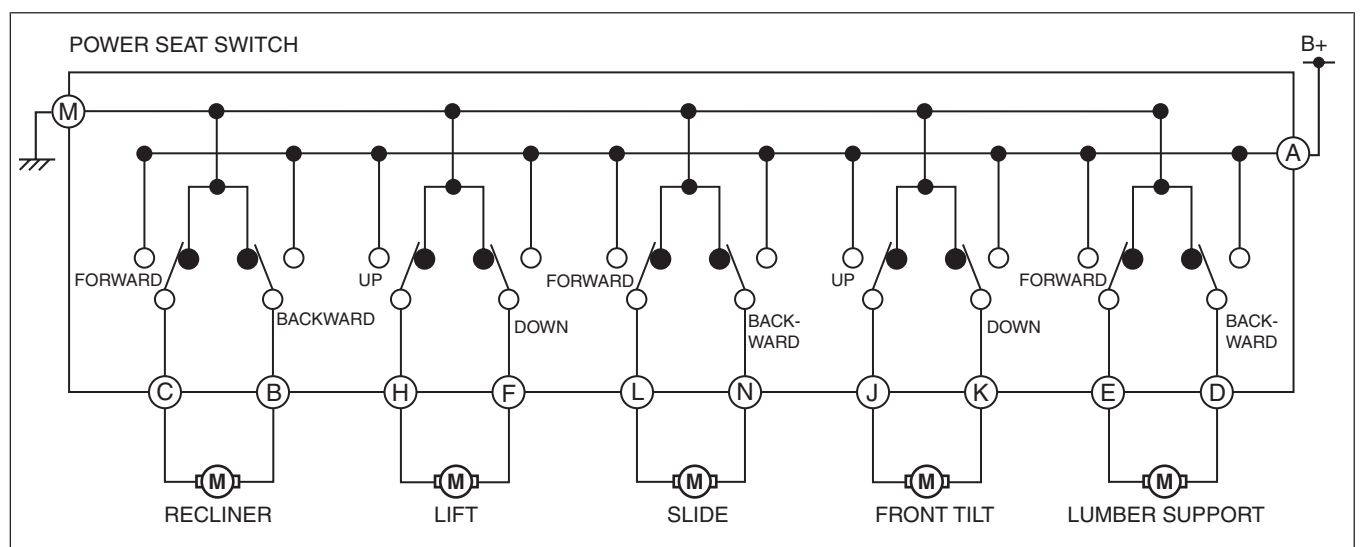 POWER SEAT SWITCH
B+
M
A
FORWARD
BACKWARD
UP
DOWN
FORWARD
BACK-
WARD
UP
DOWN
FORWARD
BACK-
WARD
C B H F L N J K E D
M M M M M
RECLINER LIFT SLIDE FRONT TILT LUMBER SUPPORT